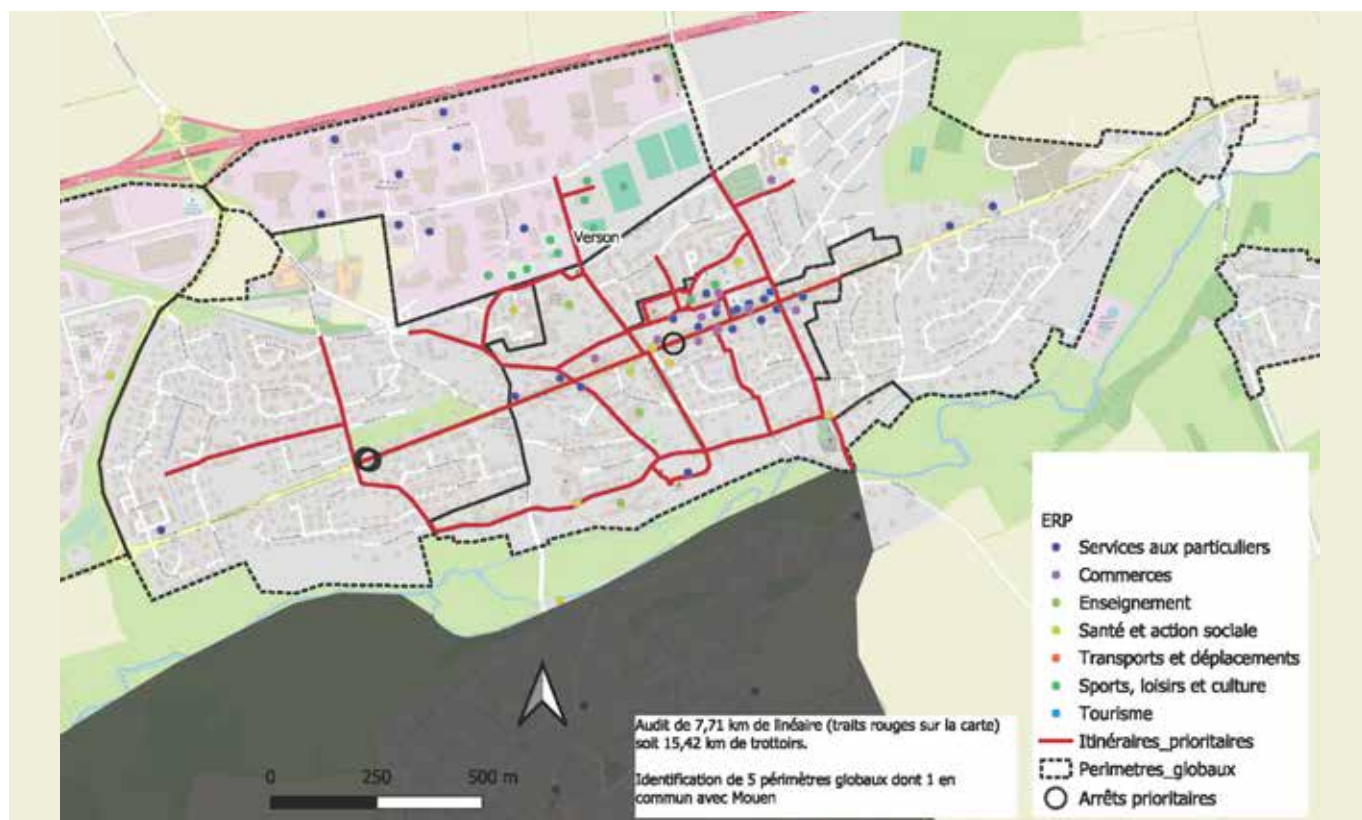 Verson
P
ERP
Services aux particuliers
Commerces
Enseignement
Santé et action sociale
Transports et déplacements
Sports, loisirs et culture
Tourisme
Itinéraires_prioritaires
Perimetres_globaux
Arrêts prioritaires
Audit de 7,71 km de linéaire (traits rouges sur la carte)
soit 15,42 km de trottoirs.
Identification de 5 périmètres globaux dont 1 en
commun avec Mouen
0 250 500 m